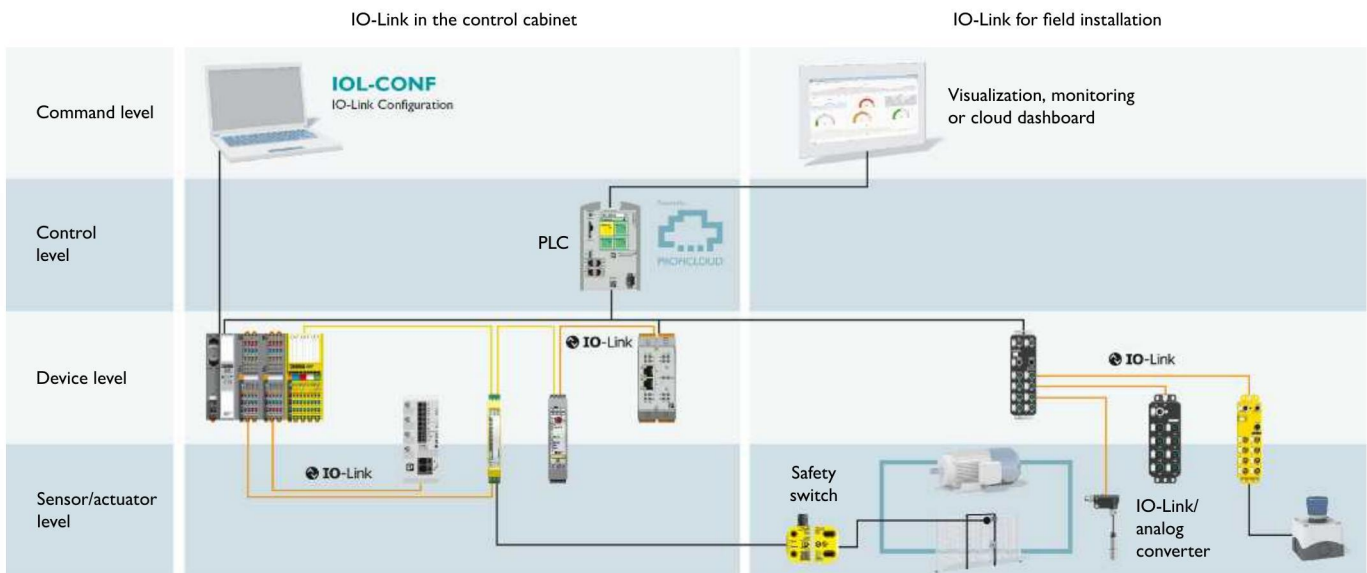 IO-Link in the control cabinet
IO-Link for field installation
Command level
IOL-CONF
IO-Link Configuration
Visualization, monitoring
or cloud dashboard
Control
level
PLC
PROFICLOUD
Device level
IO-Link
IO-Link
IO-Link
Sensor/actuator
level
Safety
switch
IO-Link/
analog
converter